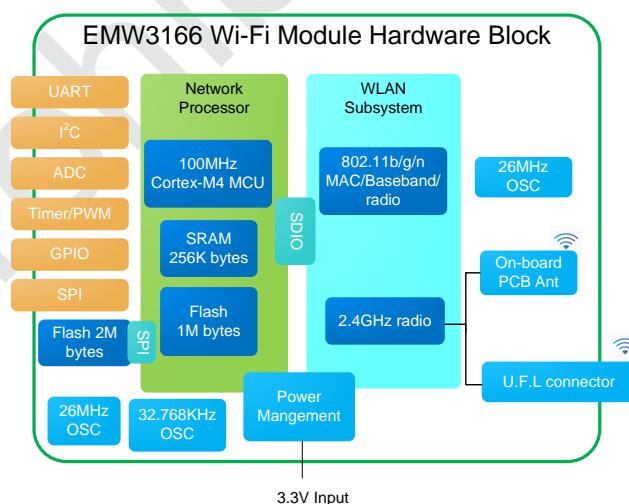 EMW3166 Wi-Fi Module Hardware Block
UART
I²C
ADC
Timer/PWM
GPIO
SPI
Flash 2M
bytes
SPI
Network
Processor
100MHz
Cortex-M4 MCU
SRAM
256K bytes
Flash
1M bytes
SDIO
WLAN
Subsystem
802.11b/g/n
MAC/Baseband/
radio
2.4GHz radio
26MHz
OSC
On-board
PCB Ant
U.F.L connector
26MHz
OSC
32.768KHz
OSC
Power
Mangement
3.3V Input